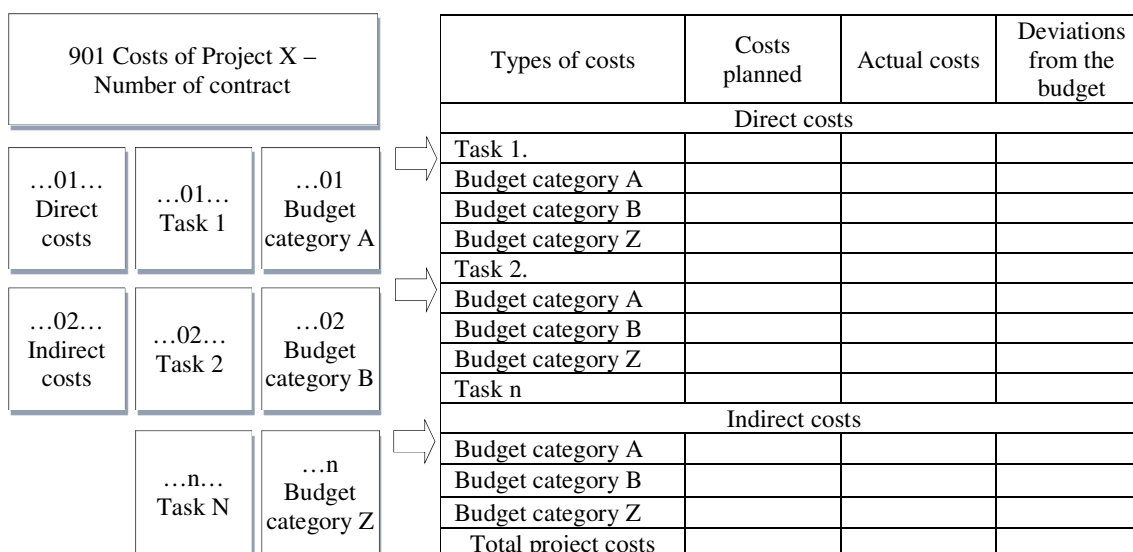 901 Costs of Project X –
Number of contract
…01…
Direct
costs
…01…
Task 1
…01
Budget
category A
…02…
Indirect
costs
…02…
Task 2
…02
Budget
category B
…n…
Task N
…n
Budget
category Z
Types of costs
Costs
planned
Actual costs
Deviations
from the
budget
Direct costs
Task 1.
Budget category A
Budget category B
Budget category Z
Task 2.
Budget category A
Budget category B
Budget category Z
Task n
Indirect costs
Budget category A
Budget category B
Budget category Z
Total project costs